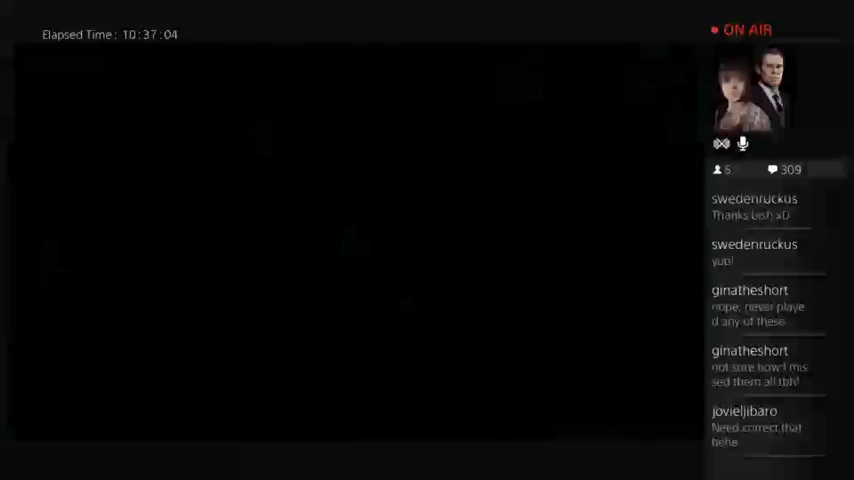 Elapsed Time: 10:37:04
ON AIR
5
309
swedenruckus
Thanks bish xD
swedenruckus
yup!
ginatheshort
nope, never playe
d any of these
ginatheshort
not sure how I mis
sed them all tbh!
jovieljibaro
Need correct that
hehe